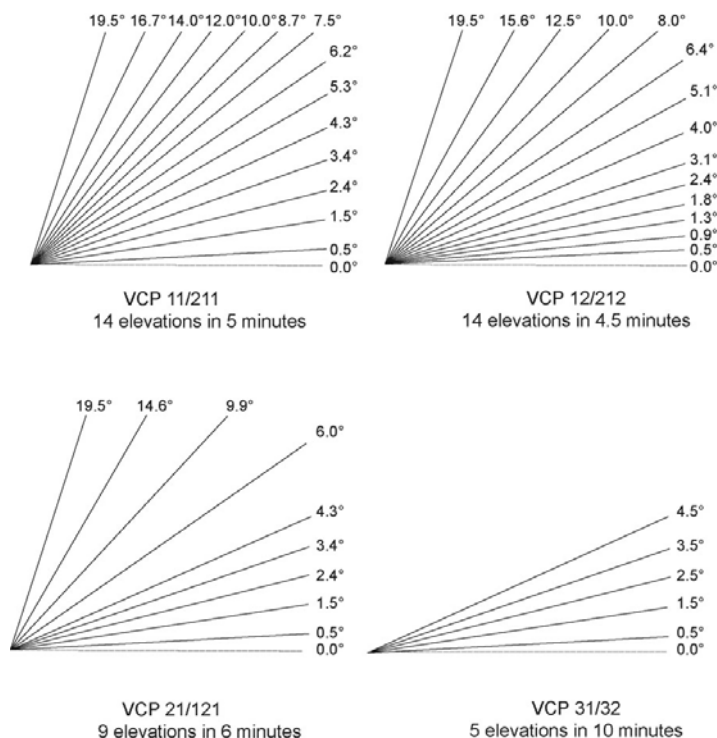 19.5° 16.7° 14.0° 12.0° 10.0° 8.7° 7.5°
6.2°
5.3°
4.3°
3.4°
2.4°
1.5°
0.5°
0.0°
VCP 11/211
14 elevations in 5 minutes
19.5° 15.6° 12.5° 10.0° 8.0°
6.4°
5.1°
4.0°
3.1°
2.4°
1.8°
1.3°
0.9°
0.5°
0.0°
VCP 12/212
14 elevations in 4.5 minutes
19.5° 14.6° 9.9°
6.0°
4.3°
3.4°
2.4°
1.5°
0.5°
0.0°
VCP 21/121
9 elevations in 6 minutes
4.5°
3.5°
2.5°
1.5°
0.5°
0.0°
VCP 31/32
5 elevations in 10 minutes